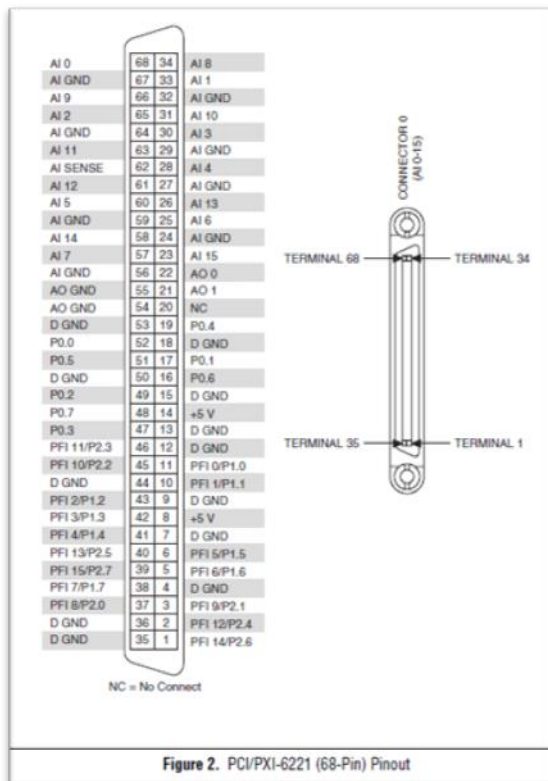 AI 0 68 34 AI 8
AI GND 67 33 AI 1
AI 9 66 32 AI GND
AI 2 65 31 AI 10
AI GND 64 30 AI 3
AI 11 63 29 AI GND
AI SENSE 62 28 AI 4
AI 12 61 27 AI GND
AI 5 60 26 AI 13
AI GND 59 25 AI 6
AI 14 58 24 AI GND
AI 7 57 23 AI 15
AI GND 56 22 AO 0
AO GND 55 21 AO 1
AO GND 54 20 NC
D GND 53 19 P0.4
P0.0 52 18 D GND
P0.5 51 17 P0.1
D GND 50 16 P0.6
P0.2 49 15 D GND
P0.7 48 14 +5 V
P0.3 47 13 D GND
PFI 11/P2.3 46 12 D GND
PFI 10/P2.2 45 11 PFI 0/P1.0
D GND 44 10 PFI 1/P1.1
PFI 2/P1.2 43 9 D GND
PFI 3/P1.3 42 8 +5 V
PFI 4/P1.4 41 7 D GND
PFI 13/P2.5 40 6 PFI 5/P1.5
PFI 15/P2.7 39 5 PFI 6/P1.6
PFI 7/P1.7 38 4 D GND
PFI 8/P2.0 37 3 PFI 9/P2.1
D GND 36 2 PFI 12/P2.4
D GND 35 1 PFI 14/P2.6
NC = No Connect
CONNECTOR 0
(AI 0-15)
TERMINAL 68 TERMINAL 34
TERMINAL 35 TERMINAL 1
Figure 2. PCI/PXI-6221 (68-Pin) Pinout